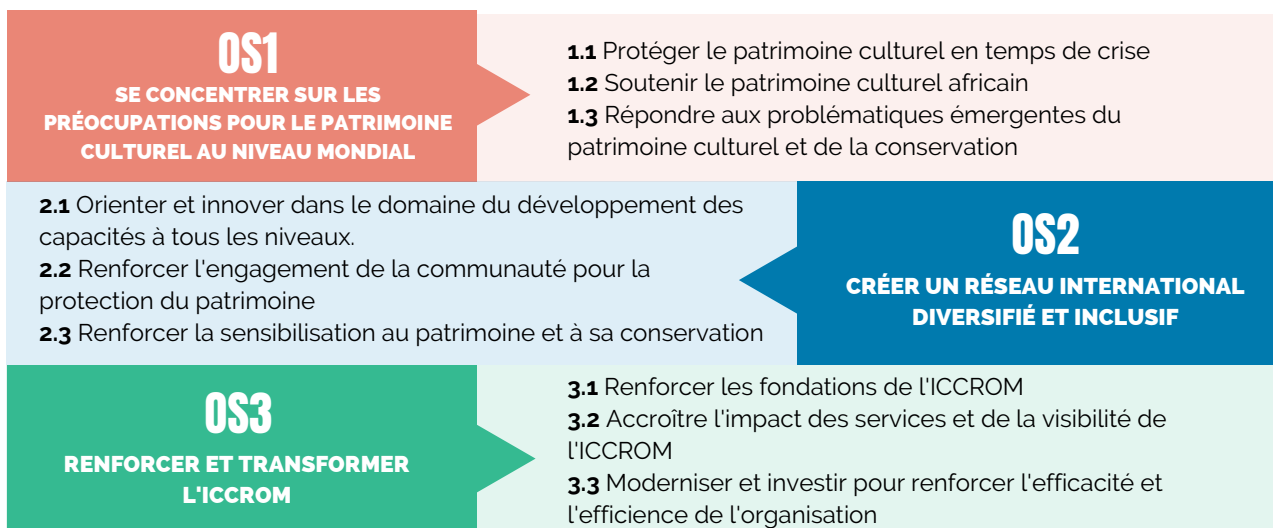 OS1
SE CONCENTRER SUR LES
PRÉOCUPATIONS POUR LE PATRIMOINE
CULTUREL AU NIVEAU MONDIAL
1.1 Protéger le patrimoine culturel en temps de crise
1.2 Soutenir le patrimoine culturel africain
1.3 Répondre aux problématiques émergentes du
patrimoine culturel et de la conservation
2.1 Orienter et innover dans le domaine du développement des
capacités à tous les niveaux.
2.2 Renforcer l'engagement de la communauté pour la
protection du patrimoine
2.3 Renforcer la sensibilisation au patrimoine et à sa conservation
OS2
CRÉER UN RÉSEAU INTERNATIONAL
DIVERSIFIÉ ET INCLUSIF
OS3
RENFORCER ET TRANSFORMER
L'ICCROM
3.1 Renforcer les fondations de l'ICCROM
3.2 Accroître l'impact des services et de la visibilité de
l'ICCROM
3.3 Moderniser et investir pour renforcer l'efficacité et
l'efficience de l'organisation